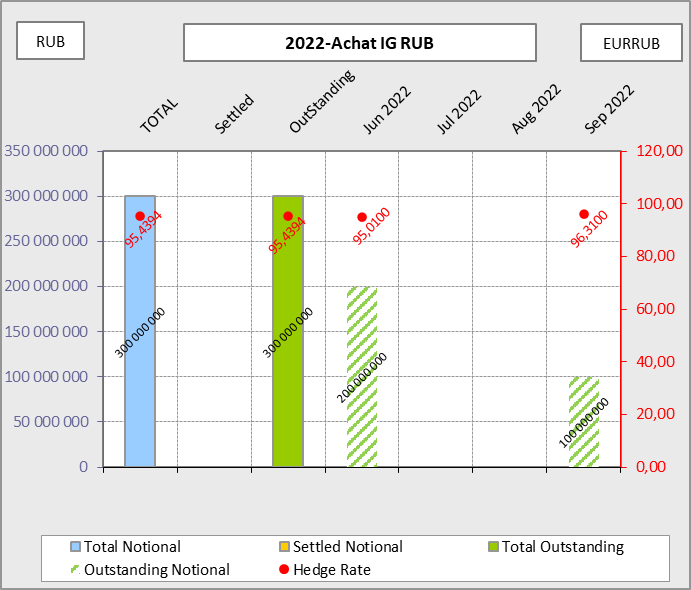 RUB
2022-Achat IG RUB
EURRUB
TOTAL
Settled
OutStanding
Jun 2022
Jul 2022
Aug 2022
Sep 2022
350 000 000
300 000 000
250 000 000
200 000 000
150 000 000
100 000 000
50 000 000
0
120,00
100,00
80,00
60,00
40,00
20,00
0,00
95,4394
95,4394
95,0100
96,3100
300 000 000
300 000 000
200 000 000
100 000 000
Total Notional
Settled Notional
Total Outstanding
Outstanding Notional
Hedge Rate